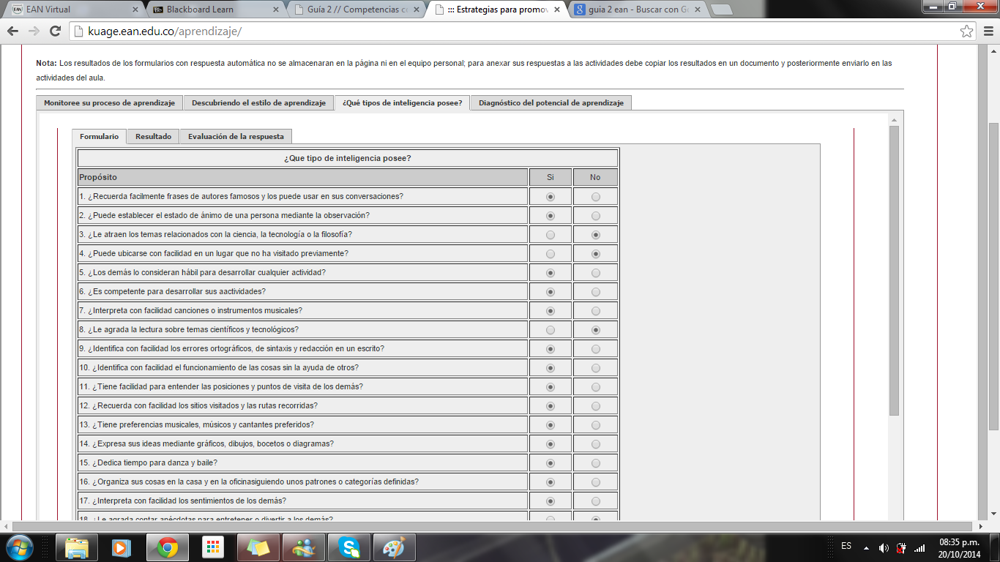 EAN Virtual
Blackboard Learn
Guía 2 // Competencias c
::: Estrategias para promov
guia 2 ean - Buscar con G
kuage.ean.edu.co/aprendizaje/
Nota: Los resultados de los formularios con respuesta automática no se almacenaran en la página ni en el equipo personal; para anexar sus respuestas a las actividades debe copiar los resultados en un documento y posteriormente enviarlo en las
actividades del aula.
Monitoree su proceso de aprendizaje
Descubriendo el estilo de aprendizaje
¿Qué tipos de inteligencia posee?
Diagnóstico del potencial de aprendizaje
Formulario
Resultado
Evaluación de la respuesta
¿Que tipo de inteligencia posee?
Propósito Si No
1. ¿Recuerda facilmente frases de autores famosos y los puede usar en sus conversaciones?
2. ¿Puede establecer el estado de ánimo de una persona mediante la observación?
3. ¿Le atraen los temas relacionados con la ciencia, la tecnología o la filosofía?
4. ¿Puede ubicarse con facilidad en un lugar que no ha visitado previamente?
5. ¿Los demás lo consideran hábil para desarrollar cualquier actividad?
6. ¿Es competente para desarrollar sus aactividades?
7. ¿Interpreta con facilidad canciones o instrumentos musicales?
8. ¿Le agrada la lectura sobre temas científicos y tecnológicos?
9. ¿Identifica con facilidad los errores ortográficos, de sintaxis y redacción en un escrito?
10. ¿Identifica con facilidad el funcionamiento de las cosas sin la ayuda de otros?
11. ¿Tiene facilidad para entender las posiciones y puntos de visita de los demás?
12. ¿Recuerda con facilidad los sitios visitados y las rutas recorridas?
13. ¿Tiene preferencias musicales, músicos y cantantes preferidos?
14. ¿Expresa sus ideas mediante gráficos, dibujos, bocetos o diagramas?
15. ¿Dedica tiempo para danza y baile?
16. ¿Organiza sus cosas en la casa y en la oficinasiguiendo unos patrones o categorías definidas?
17. ¿Interpreta con facilidad los sentimientos de los demás?
18. ¿Le agrada contar anécdotas para entretener o divertir a los demás?
ES
08:35 p.m.
20/10/2014